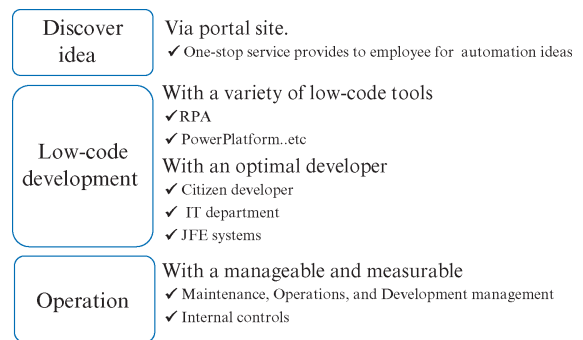 Discover
idea
Via portal site.
✓One-stop service provides to employee for automation ideas
Low-code
development
With a variety of low-code tools
✓RPA
✓PowerPlatform..etc
With an optimal developer
✓Citizen developer
✓ IT department
✓JFE systems
Operation
With a manageable and measurable
✓Maintenance, Operations, and Development management
✓Internal controls